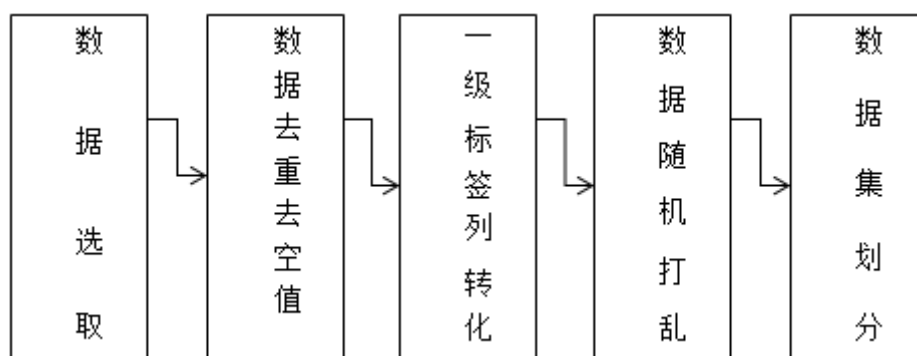 数据选取
数据去重去空值
一级标签列转化
数据随机打乱
数据集划分